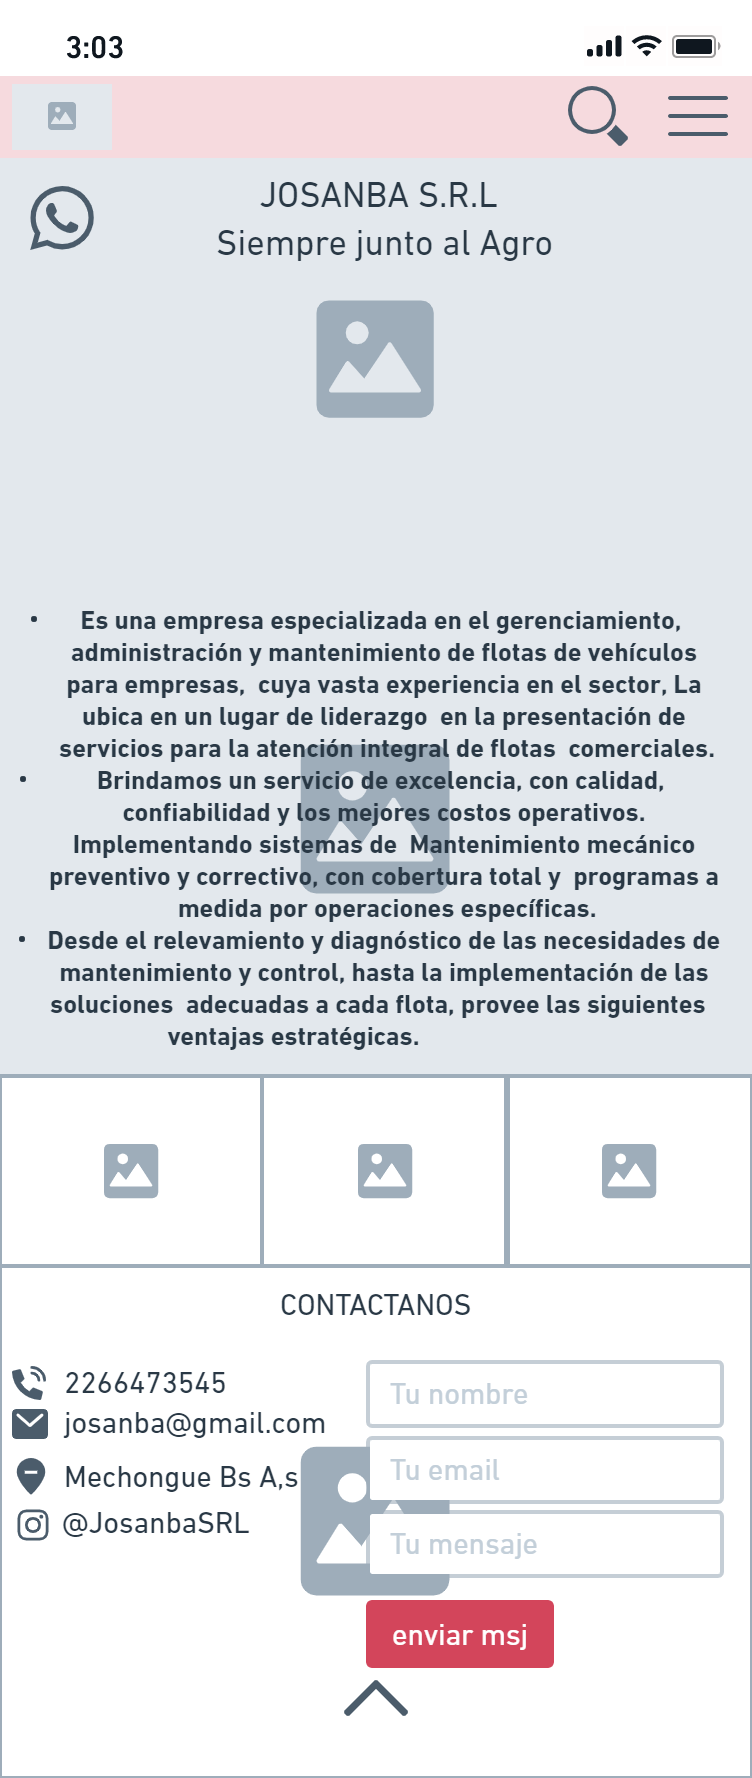 3:03
JOSANBA S.R.L
Siempre junto al Agro
• Es una empresa especializada en el gerenciamiento,
administración y mantenimiento de flotas de vehículos
para empresas,  cuya vasta experiencia en el sector, La
ubica en un lugar de liderazgo  en la presentación de
servicios para la atención integral de flotas  comerciales.
• Brindamos un servicio de excelencia, con calidad,
confiabilidad y los mejores costos operativos.
Implementando sistemas de  Mantenimiento mecánico
preventivo y correctivo, con cobertura total y  programas a
medida por operaciones específicas.
• Desde el relevamiento y diagnóstico de las necesidades de
mantenimiento y control, hasta la implementación de las
soluciones  adecuadas a cada flota, provee las siguientes
ventajas estratégicas.
CONTACTANOS
2266473545
josanba@gmail.com
Mechongue Bs A,s
@JosanbaSRL
Tu nombre
Tu email
Tu mensaje
enviar msj